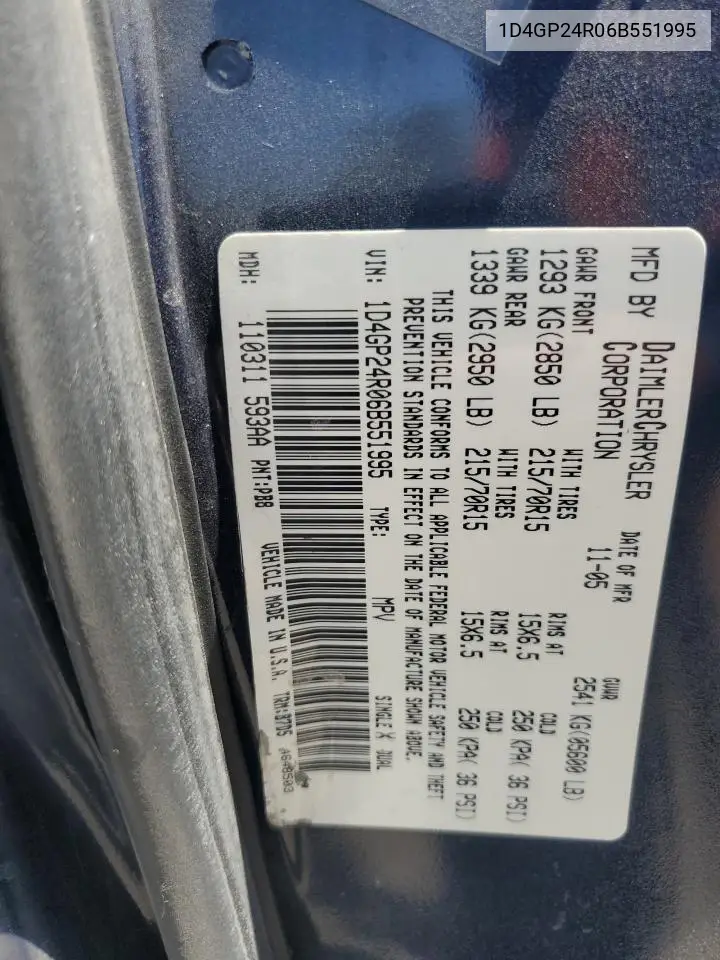 1D4GP24R06B551995
MFD BY DAIMLERCHRYSLER CORPORATION
DATE OF MFR 11-05
GVWR 2541 KG(05600 LB)
GAWR FRONT WITH TIRES RIMS AT COLD
1293 KG(2850 LB) 215/70R15 15X6.5 250 KPA( 36 PSI)
GAWR REAR WITH TIRES RIMS AT COLD
1339 KG(2950 LB) 215/70R15 15X6.5 250 KPA( 36 PSI)
THIS VEHICLE CONFORMS TO ALL APPLICABLE FEDERAL MOTOR VEHICLE SAFETY AND THEFT
PREVENTION STANDARDS IN EFFECT ON THE DATE OF MANUFACTURE SHOWN ABOVE.
VIN: 1D4GP24R06B551995 TYPE: MPV SINGLE X DUAL
MDH: 110311 593AA PNT:PBB VEHICLE MADE IN U.S.A. TRM:B7D5